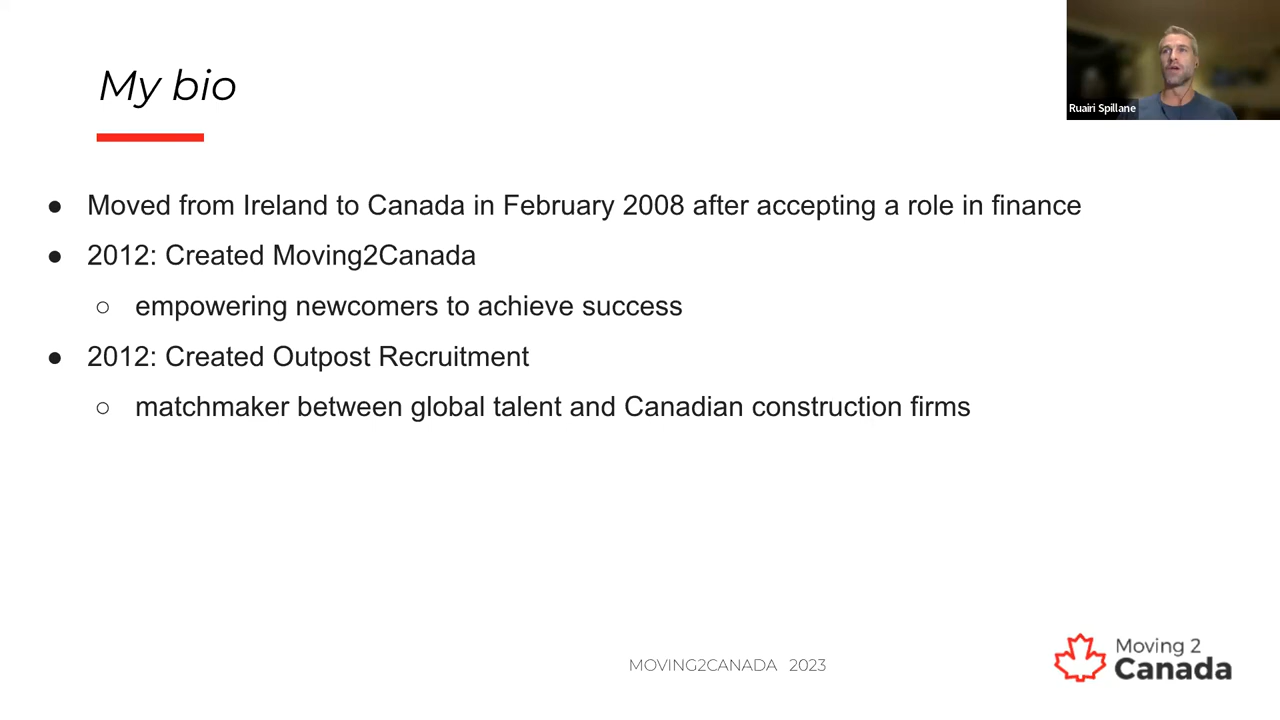 My bio
Ruairi Spillane
● Moved from Ireland to Canada in February 2008 after accepting a role in finance
● 2012: Created Moving2Canada
○ empowering newcomers to achieve success
● 2012: Created Outpost Recruitment
○ matchmaker between global talent and Canadian construction firms
MOVING2CANADA 2023
Moving 2
Canada